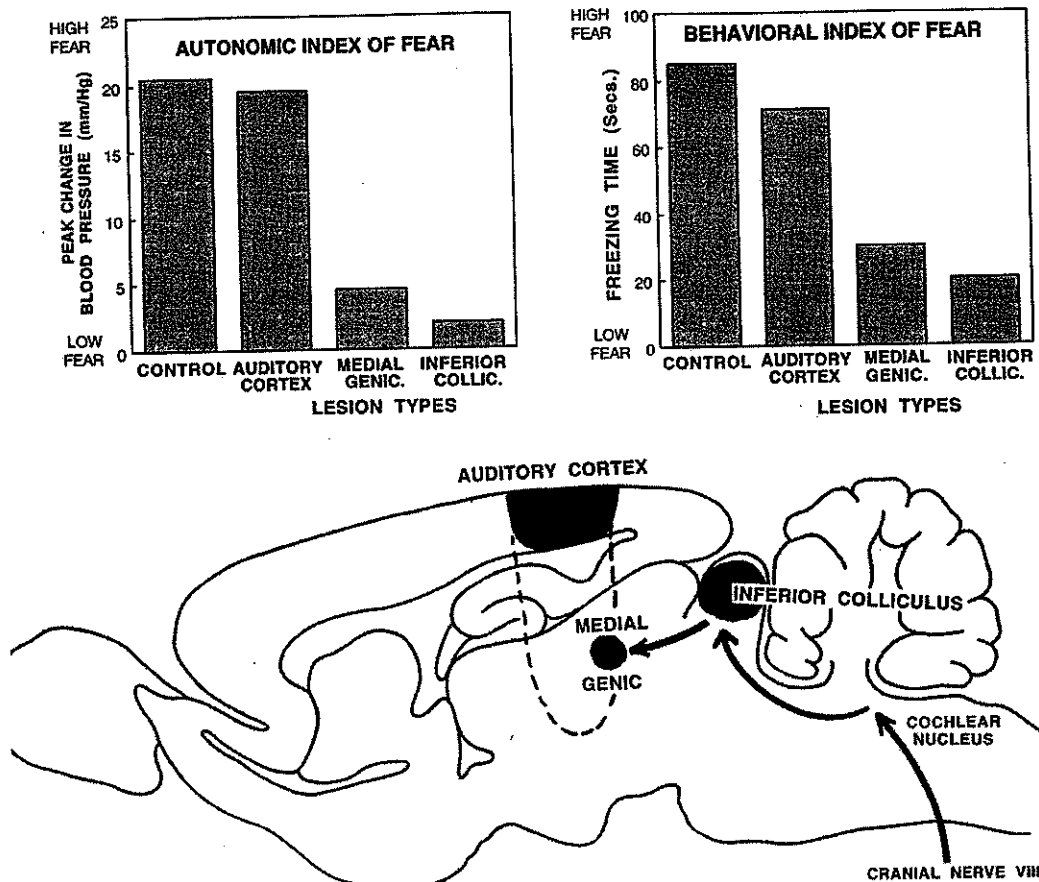 HIGH
FEAR
25
20
15
10
5
0
LOW
FEAR
PEAK CHANGE IN
BLOOD PRESSURE (mm/Hg)
AUTONOMIC INDEX OF FEAR
CONTROL
AUDITORY
CORTEX
MEDIAL
GENIC.
INFERIOR
COLLIC.
LESION TYPES
HIGH
FEAR
100
80
60
40
20
0
LOW
FEAR
FREEZING TIME (Secs.)
BEHAVIORAL INDEX OF FEAR
CONTROL
AUDITORY
CORTEX
MEDIAL
GENIC.
INFERIOR
COLLIC.
LESION TYPES
AUDITORY CORTEX
INFERIOR COLLICULUS
MEDIAL
GENIC
COCHLEAR
NUCLEUS
CRANIAL NERVE VIII